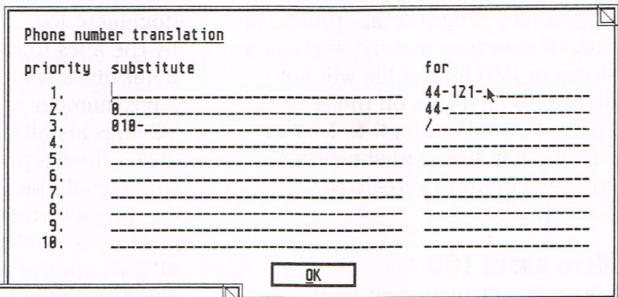 Phone number translation
priority substitute for
1. 44-121-
2. 0 44-
3. 010- /
4.
5.
6.
7.
8.
9.
10.
OK